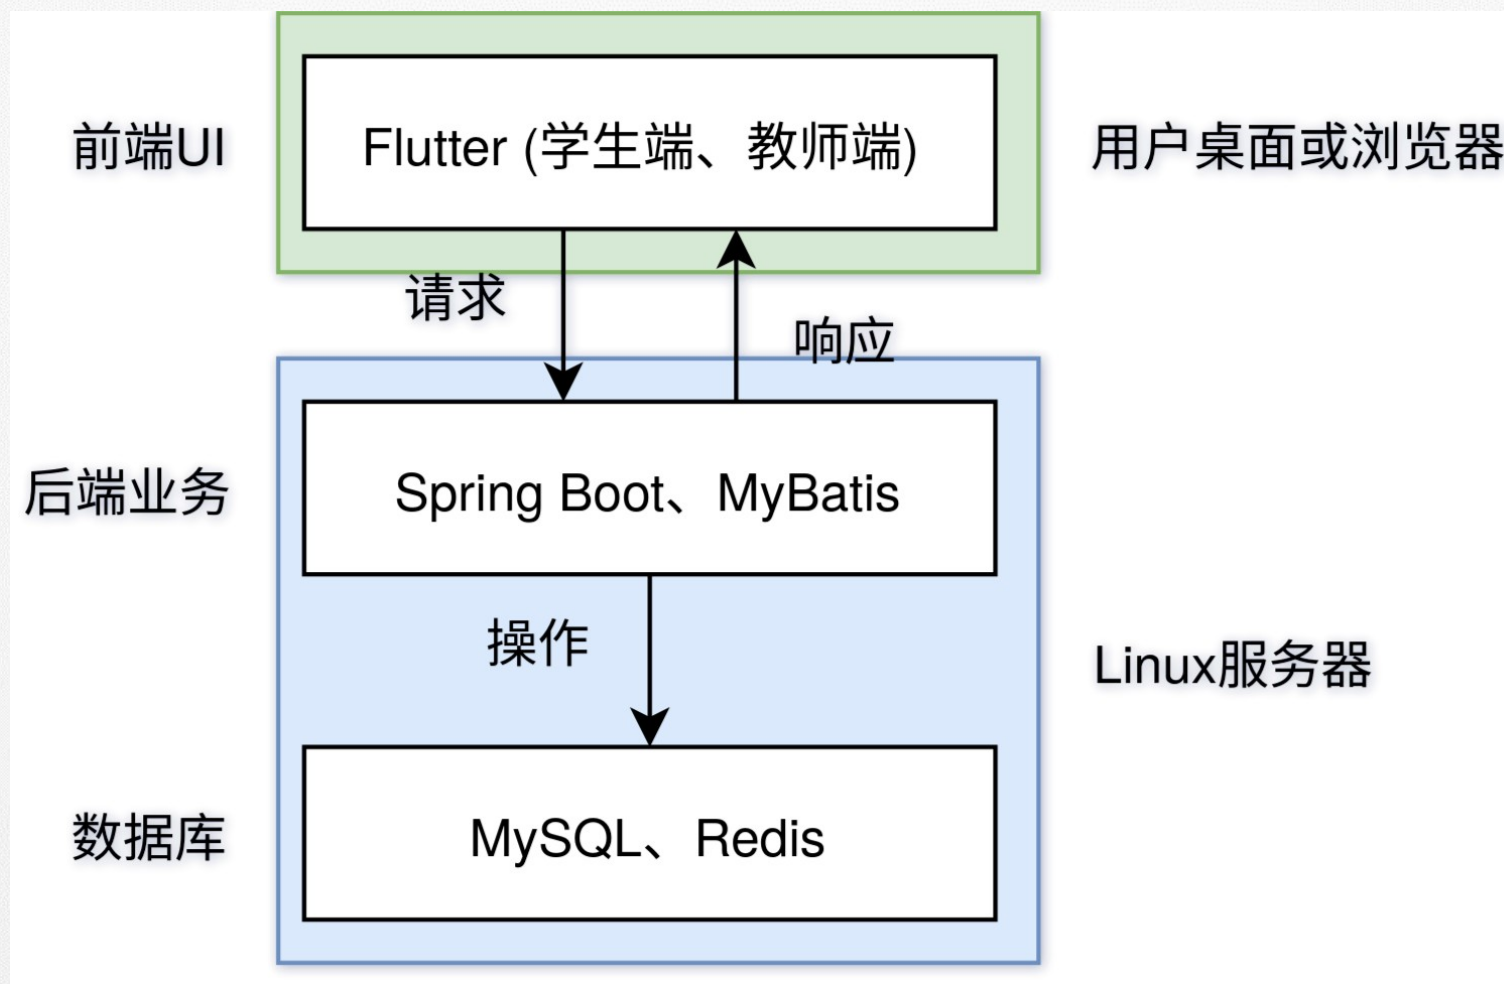 前端UI
Flutter (学生端、教师端)
用户桌面或浏览器
请求
响应
后端业务
Spring Boot、MyBatis
操作
Linux服务器
数据库
MySQL、Redis